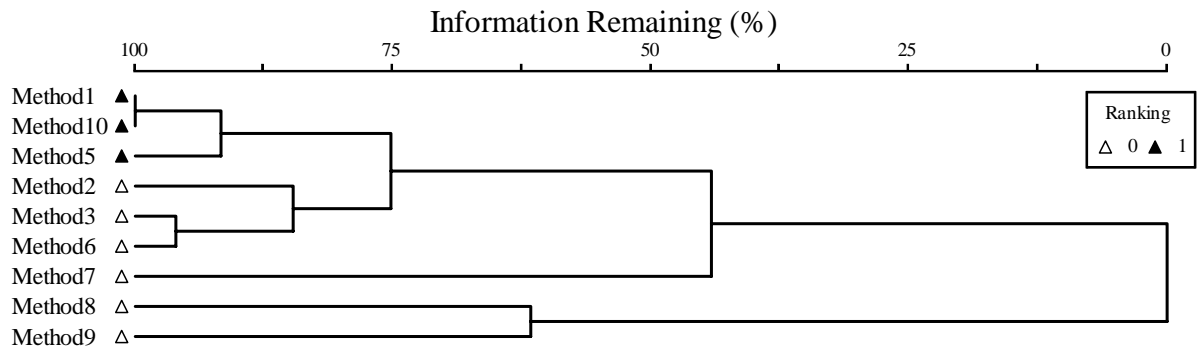 Information Remaining (%)
100 75 50 25 0
Method1
Method10
Method5
Method2
Method3
Method6
Method7
Method8
Method9
Ranking
0 1